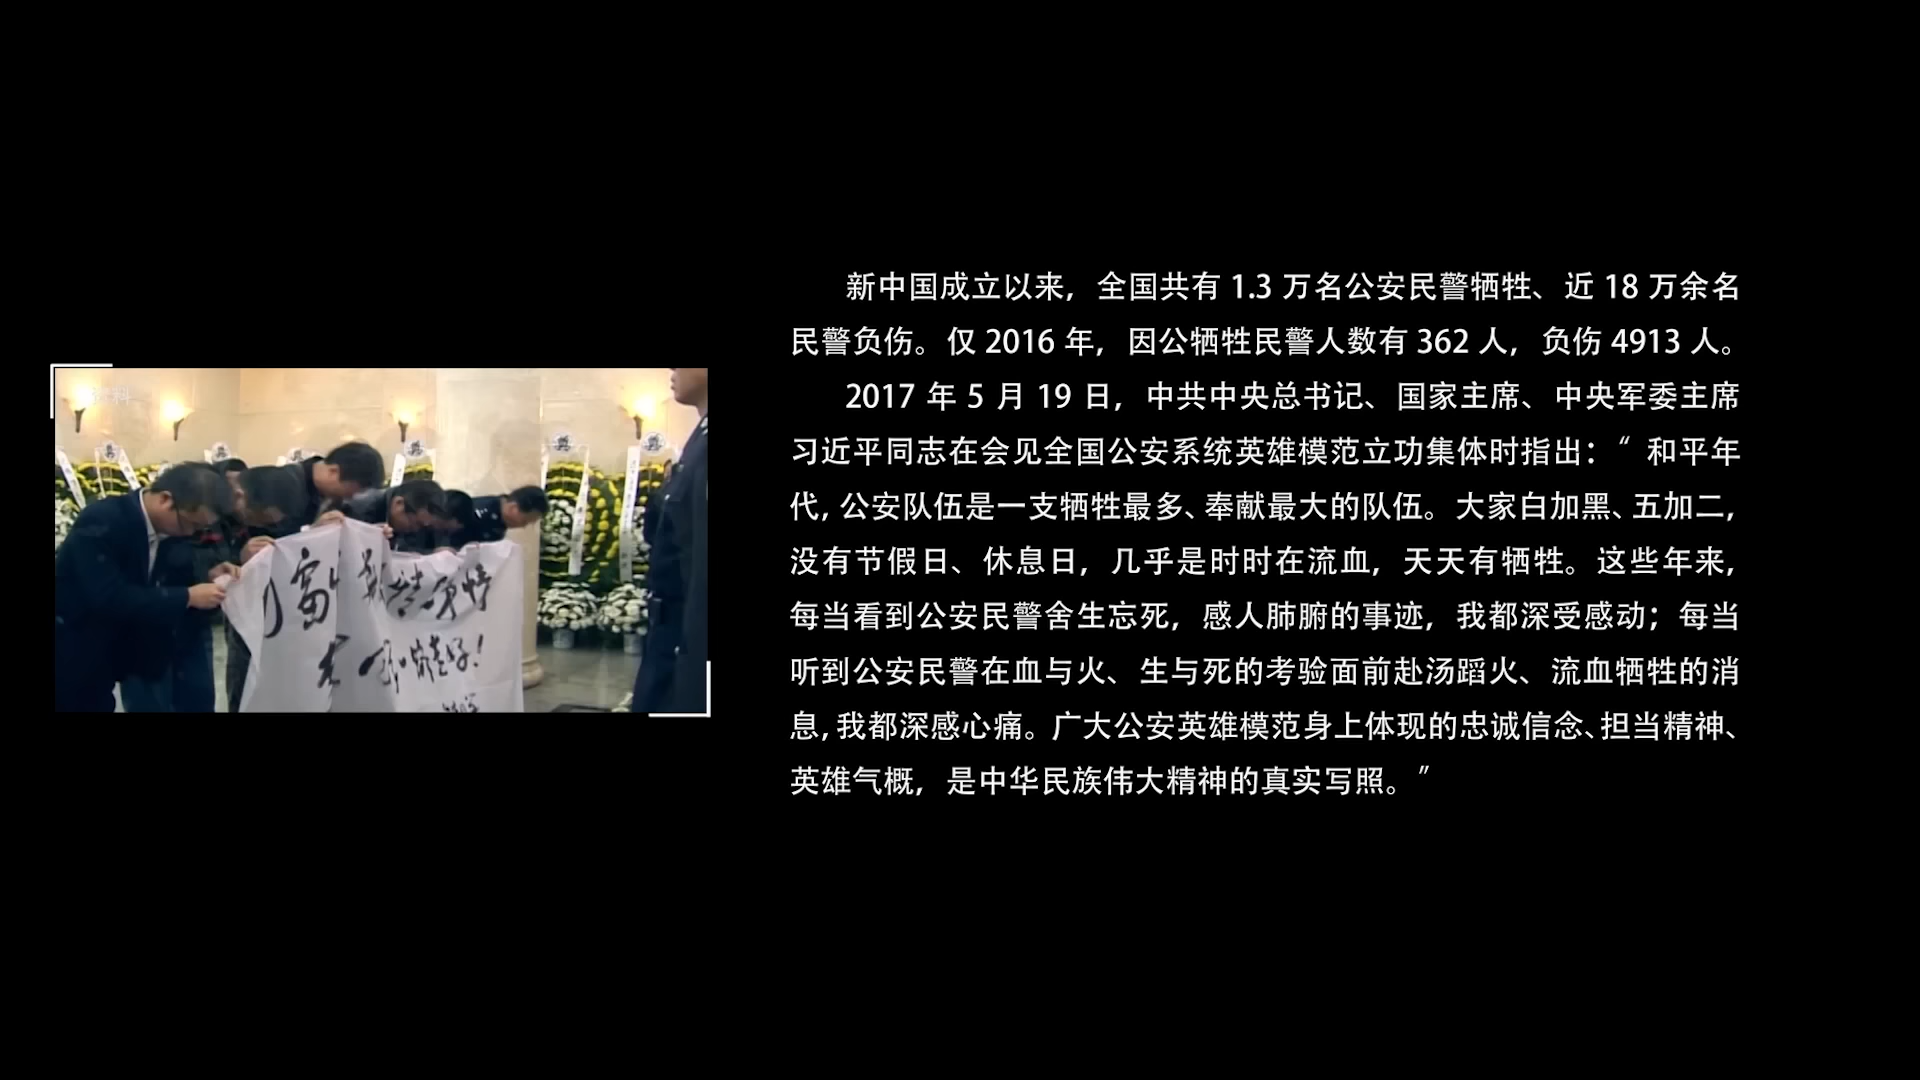 资料
新中国成立以来，全国共有 1.3 万名公安民警牺牲、近 18 万余名
民警负伤。仅 2016 年，因公牺牲民警人数有 362 人，负伤 4913 人。
2017 年 5 月 19 日，中共中央总书记、国家主席、中央军委主席
习近平同志在会见全国公安系统英雄模范立功集体时指出：“ 和平年
代，公安队伍是一支牺牲最多、奉献最大的队伍。大家白加黑、五加二，
没有节假日、休息日，几乎是时时在流血，天天有牺牲。这些年来，
每当看到公安民警舍生忘死，感人肺腑的事迹，我都深受感动；每当
听到公安民警在血与火、生与死的考验面前赴汤蹈火、流血牺牲的消
息，我都深感心痛。广大公安英雄模范身上体现的忠诚信念、担当精神、
英雄气概，是中华民族伟大精神的真实写照。”